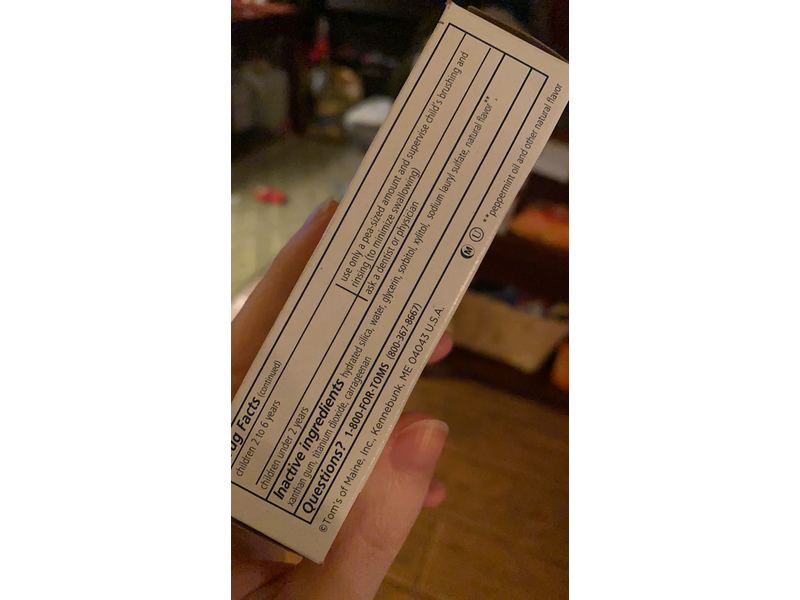 ug Facts (continued)
children 2 to 6 years
use only a pea-sized amount and supervise child's brushing and
rinsing (to minimize swallowing)
children under 2 years
ask a dentist or physician
Inactive ingredients hydrated silica, water, glycerin, sorbitol, xylitol, sodium lauryl sulfate, natural flavor**,
xanthan gum, titanium dioxide, carrageenan
Questions? 1-800-FOR-TOMS (800-367-8667)
©Tom's of Maine, Inc., Kennebunk, ME 04043 U.S.A.
M U **peppermint oil and other natural flavor